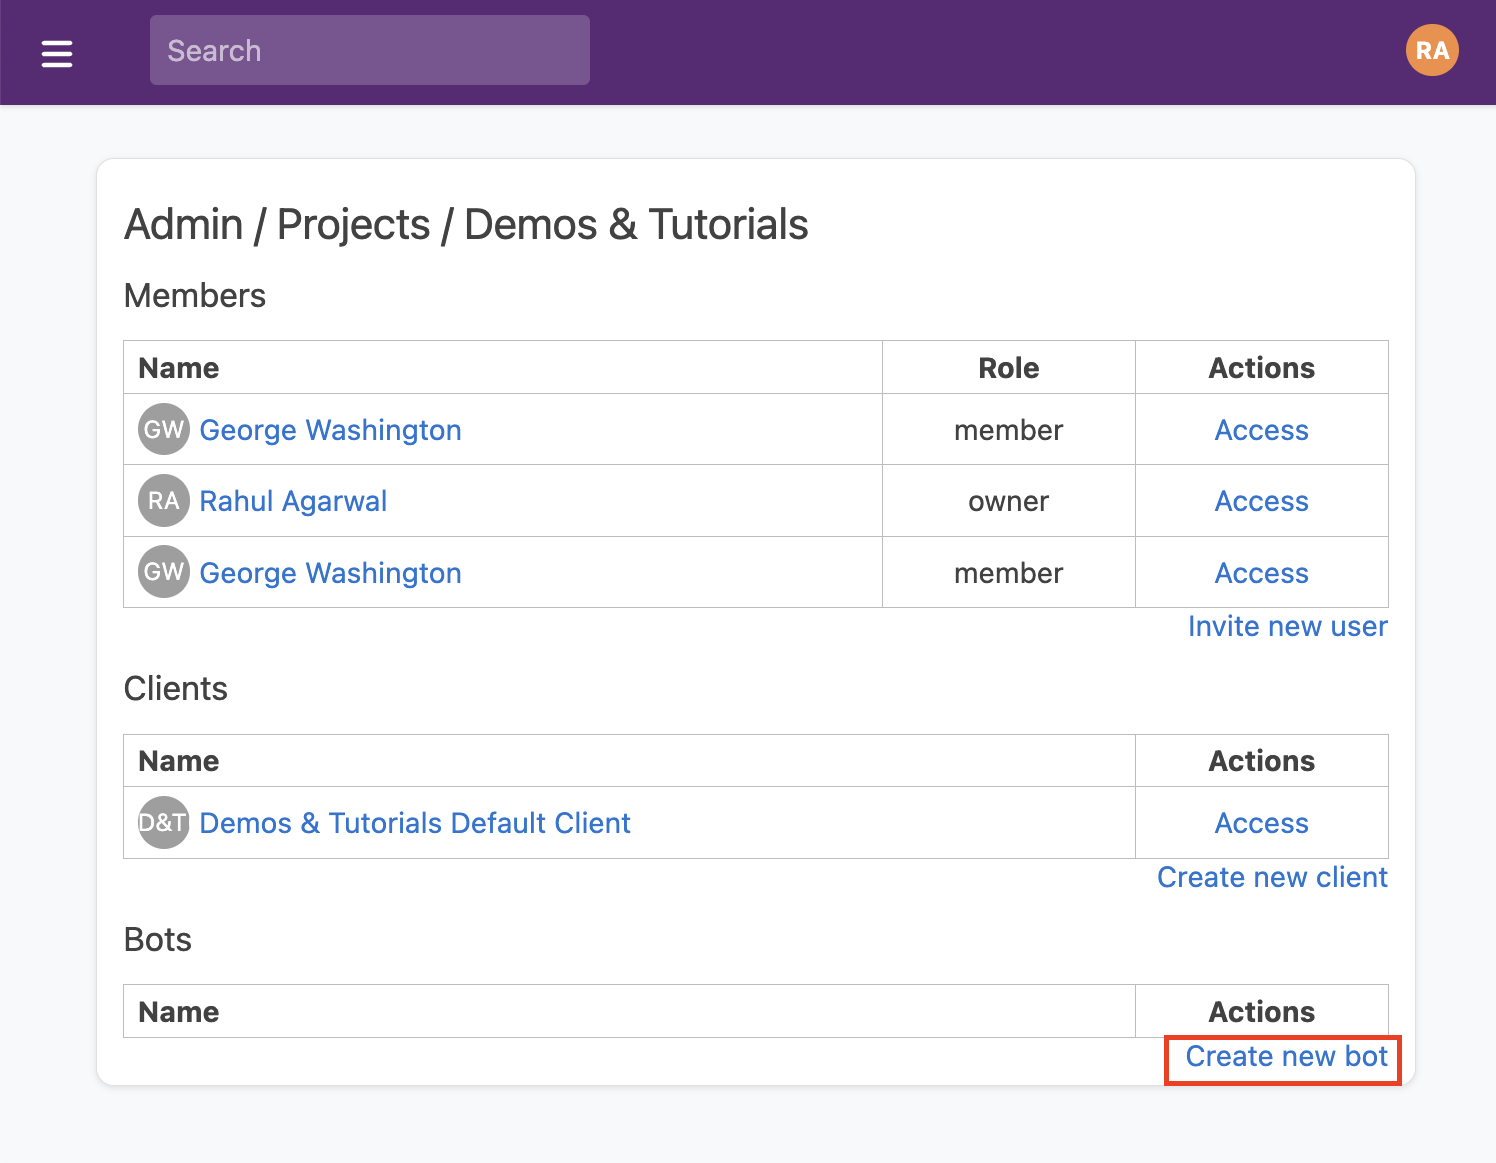 Search
RA
Admin / Projects / Demos & Tutorials
Members
Name Role Actions
GW George Washington member Access
RA Rahul Agarwal owner Access
GW George Washington member Access
Invite new user
Clients
Name Actions
D&T Demos & Tutorials Default Client Access
Create new client
Bots
Name Actions
Create new bot